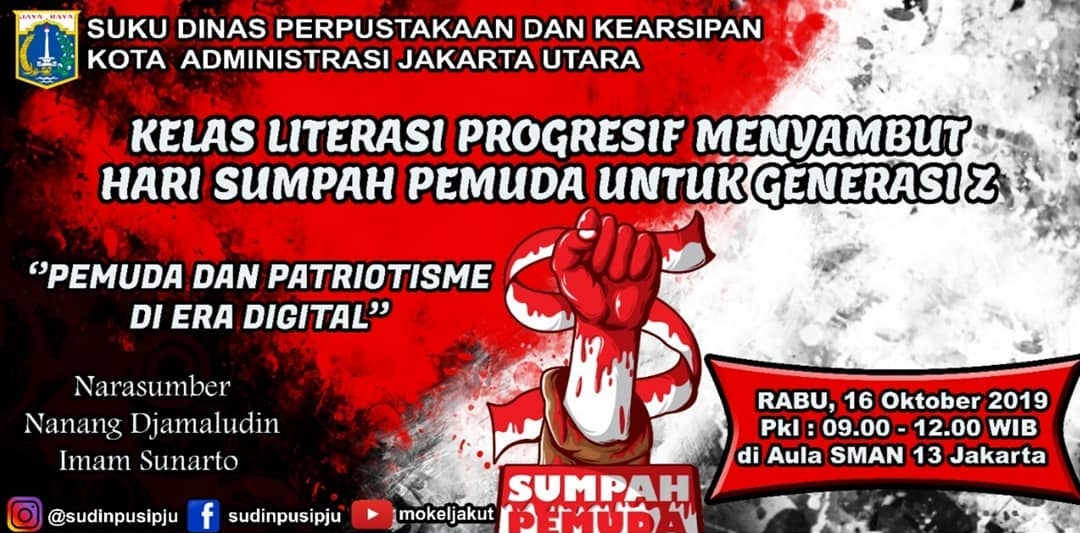 JAYA RAYA
SUKU DINAS PERPUSTAKAAN DAN KEARSIPAN
KOTA ADMINISTRASI JAKARTA UTARA
KELAS LITERASI PROGRESIF MENYAMBUT
HARI SUMPAH PEMUDA UNTUK GENERASI Z
‘’PEMUDA DAN PATRIOTISME
DI ERA DIGITAL’’
Narasumber
Nanang Djamaludin
Imam Sunarto
RABU, 16 Oktober 2019
Pkl : 09.00 - 12.00 WIB
di Aula SMAN 13 Jakarta
SUMPAH
PEMUDA
@sudinpusipju sudinpusipju mokeljakut